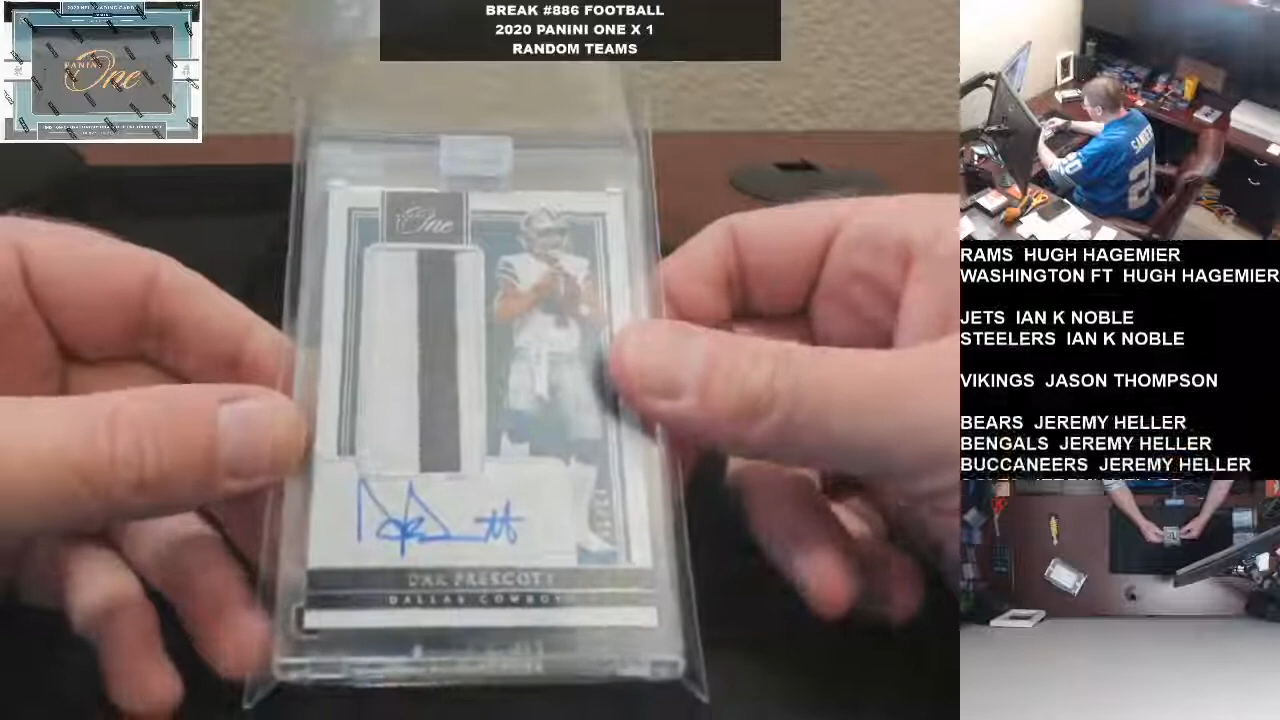 BREAK #886 FOOTBALL
2020 PANINI ONE X 1
RANDOM TEAMS
PANINI
One
One
DAK PRESCOTT
DALLAS COWBOY
RAMS HUGH HAGEMIER
WASHINGTON FT HUGH HAGEMIER
JETS IAN K NOBLE
STEELERS IAN K NOBLE
VIKINGS JASON THOMPSON
BEARS JEREMY HELLER
BENGALS JEREMY HELLER
BUCCANEERS JEREMY HELLER